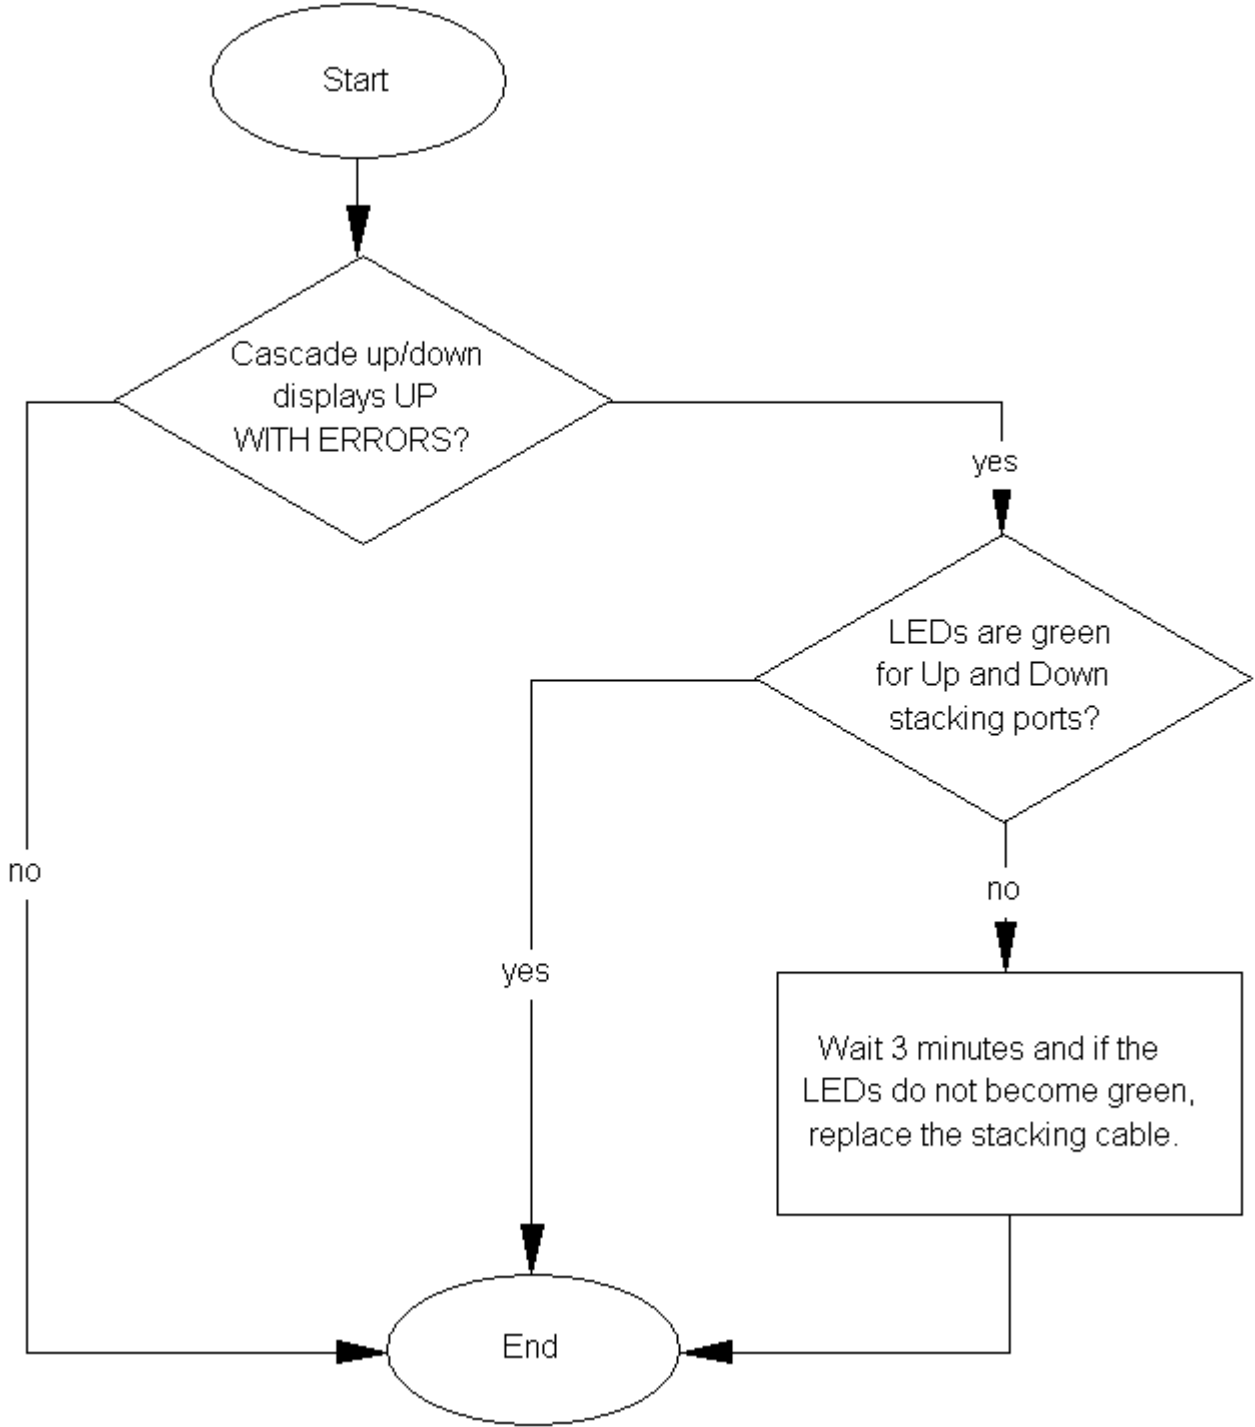 Start
Cascade up/down
displays UP
WITH ERRORS?
yes
LEDs are green
for Up and Down
stacking ports?
no
no
yes
Wait 3 minutes and if the
LEDs do not become green,
replace the stacking cable.
End